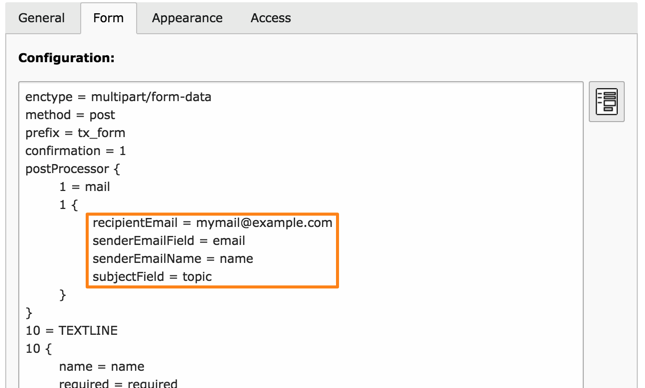 General Form Appearance Access
Configuration:
enctype = multipart/form-data
method = post
prefix = tx_form
confirmation = 1
postProcessor {
1 = mail
1 {
recipientEmail = mymail@example.com
senderEmailField = email
senderEmailName = name
subjectField = topic
}
}
10 = TEXTLINE
10 {
name = name
required = required